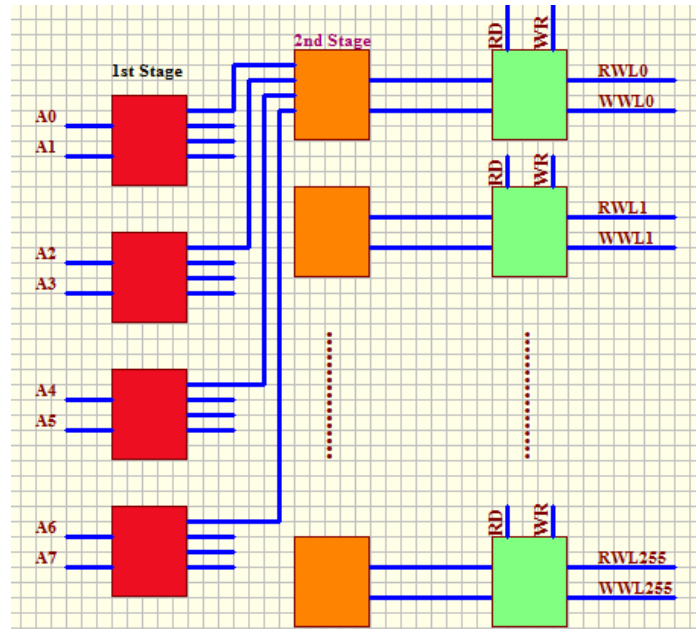 1st Stage
2nd Stage
A0
A1
A2
A3
A4
A5
A6
A7
RD
WR
RWL0
WWL0
RD
WR
RWL1
WWL1
RD
WR
RWL255
WWL255